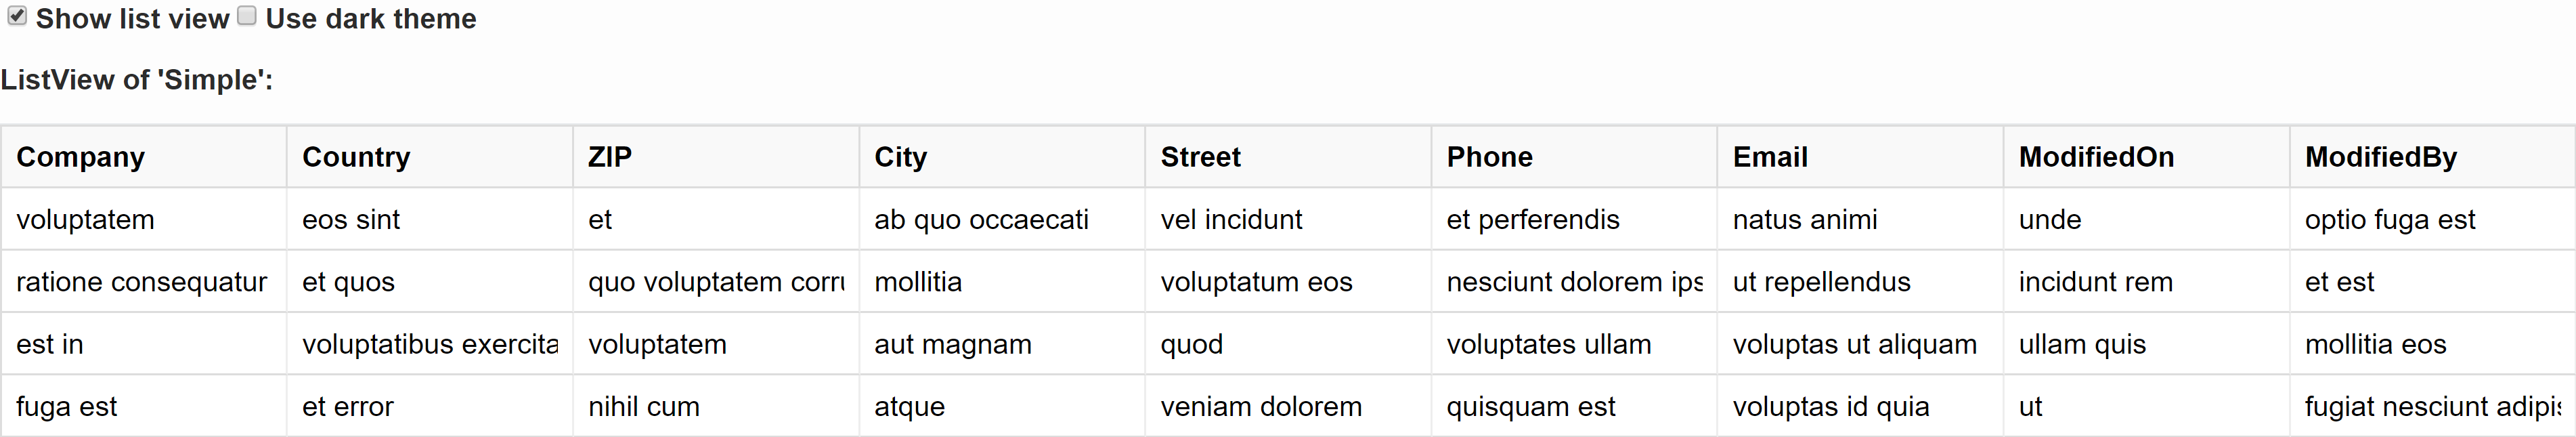 Show list view Use dark theme
ListView of 'Simple':
Company Country ZIP City Street Phone Email ModifiedOn ModifiedBy
voluptatem eos sint et ab quo occaecati vel incidunt et perferendis natus animi unde optio fuga est
ratione consequatur et quos quo voluptatem corru mollitia voluptatum eos nesciunt dolorem ips ut repellendus incidunt rem et est
est in voluptatibus exercita voluptatem aut magnam quod voluptates ullam voluptas ut aliquam ullam quis mollitia eos
fuga est et error nihil cum atque veniam dolorem quisquam est voluptas id quia ut fugiat nesciunt adipis